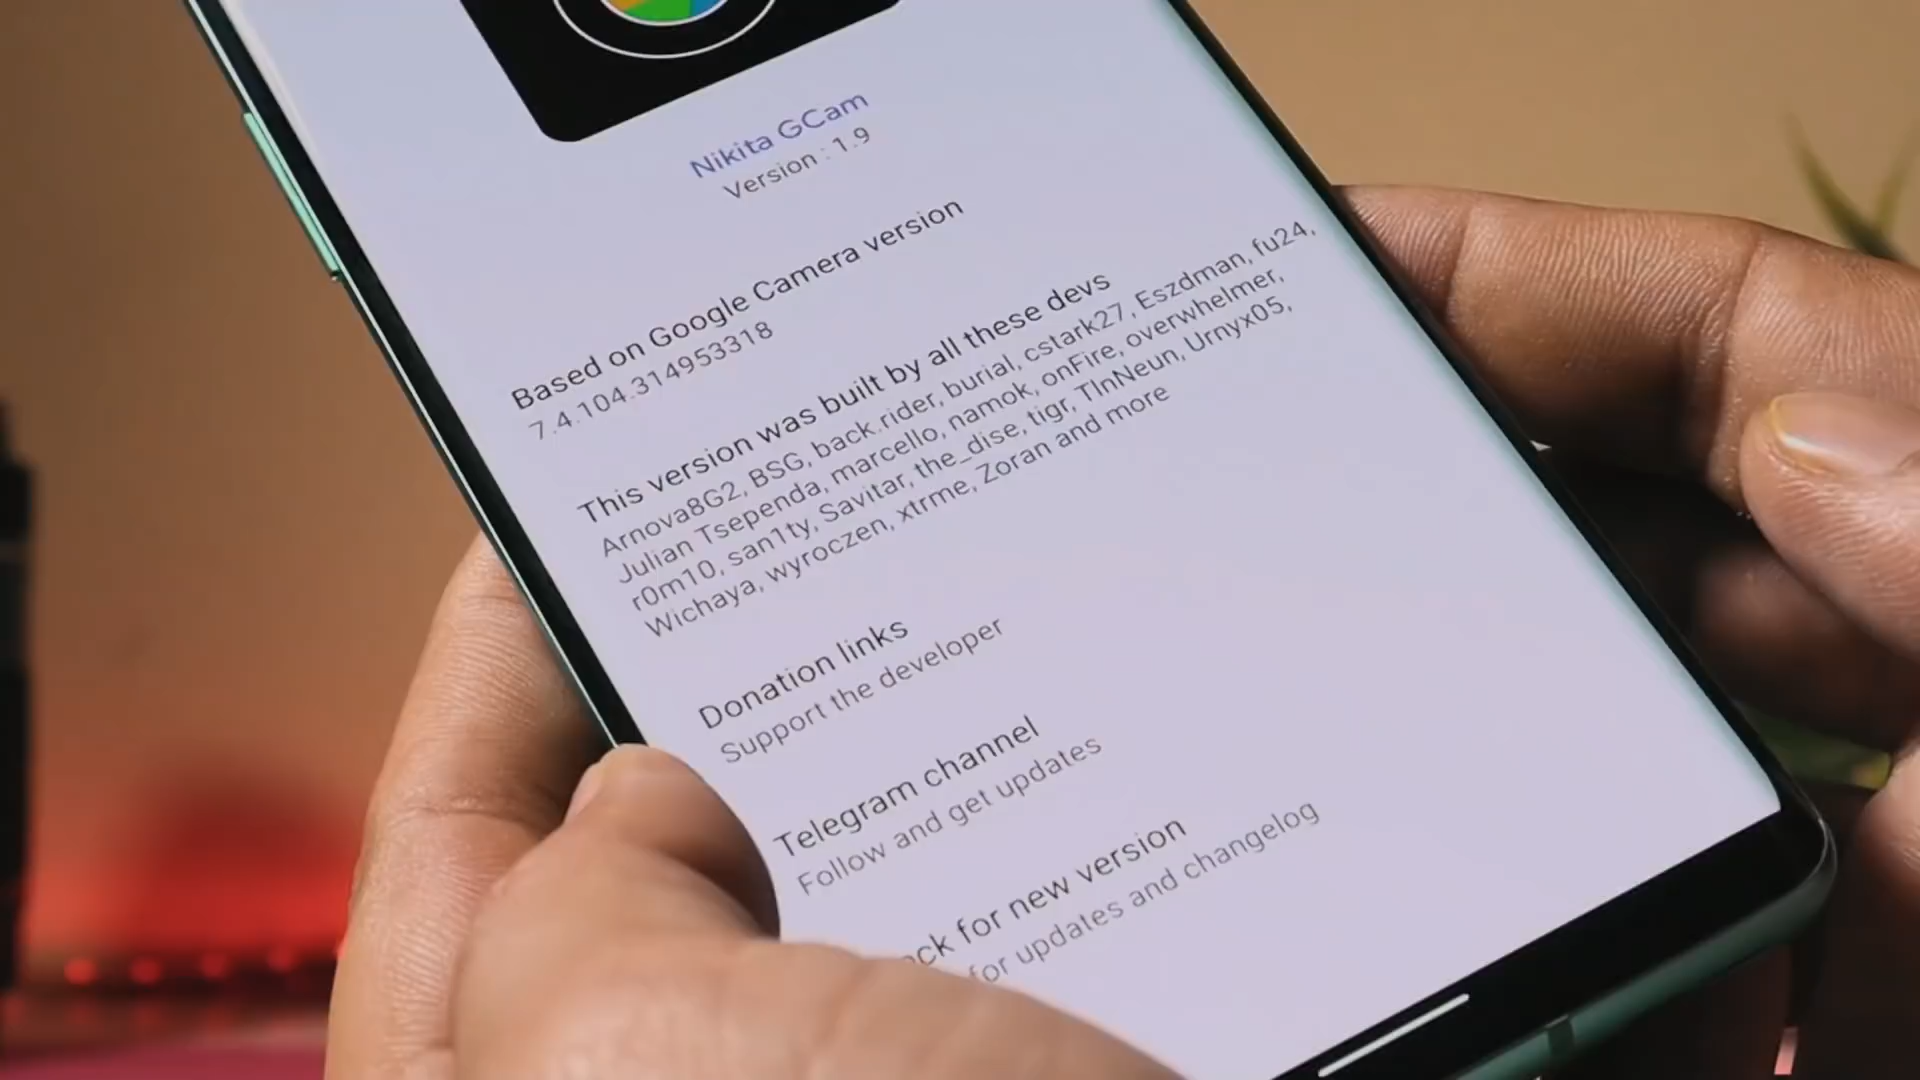 Nikita GCam
Version : 1.9
Based on Google Camera version
7.4.104.314953318
This version was built by all these devs
Arnova8G2, BSG, back.rider, burial, cstark27, Eszdman, fu24,
Julian Tsependa, marcello, namok, onFire, overwhelmer,
r0m10, san1ty, Savitar, the_dise, tigr, TlnNeun, Urnyx05,
Wichaya, wyroczen, xtrme, Zoran and more
Donation links
Support the developer
Telegram channel
Follow and get updates
for new version
for updates and changelog